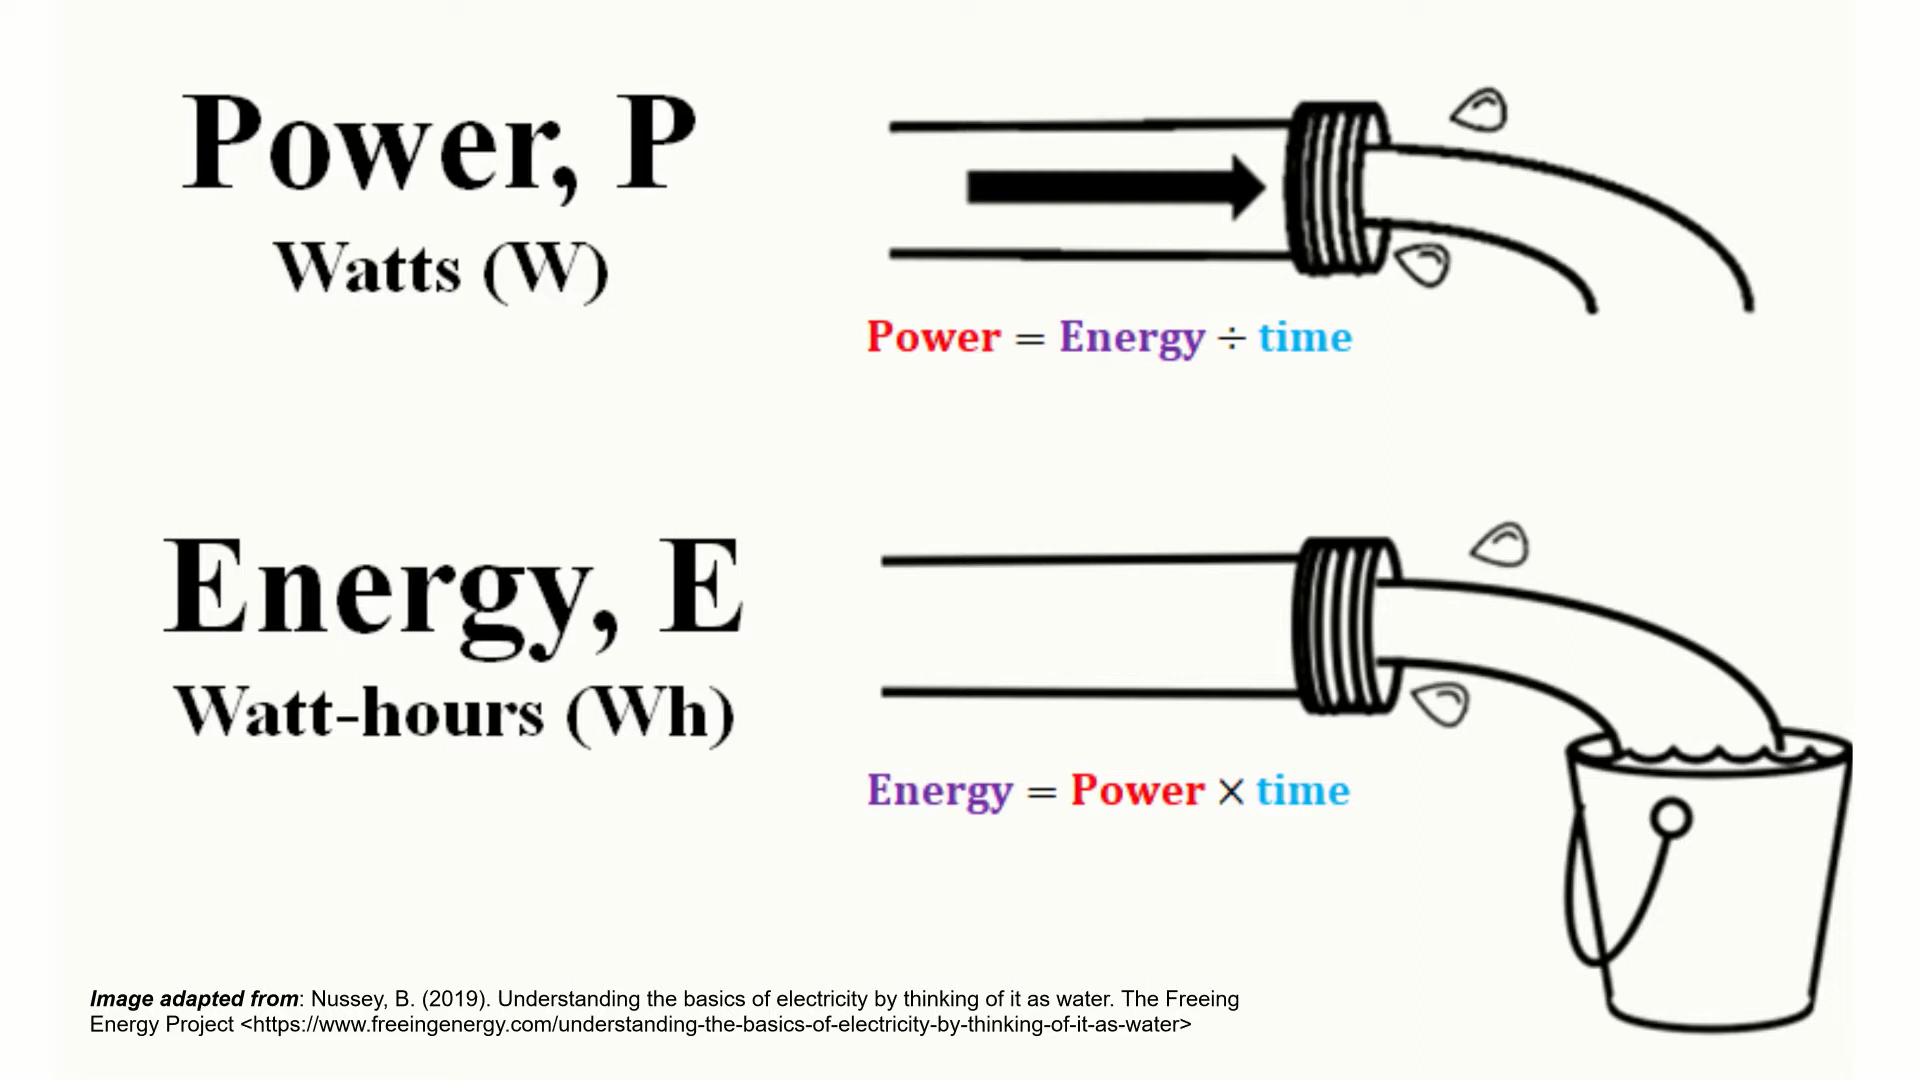 Power, P
Watts (W)
Power = Energy ÷ time
Energy, E
Watt-hours (Wh)
Energy = Power × time
Image adapted from: Nussey, B. (2019). Understanding the basics of electricity by thinking of it as water. The Freeing
Energy Project <https://www.freeingenergy.com/understanding-the-basics-of-electricity-by-thinking-of-it-as-water>